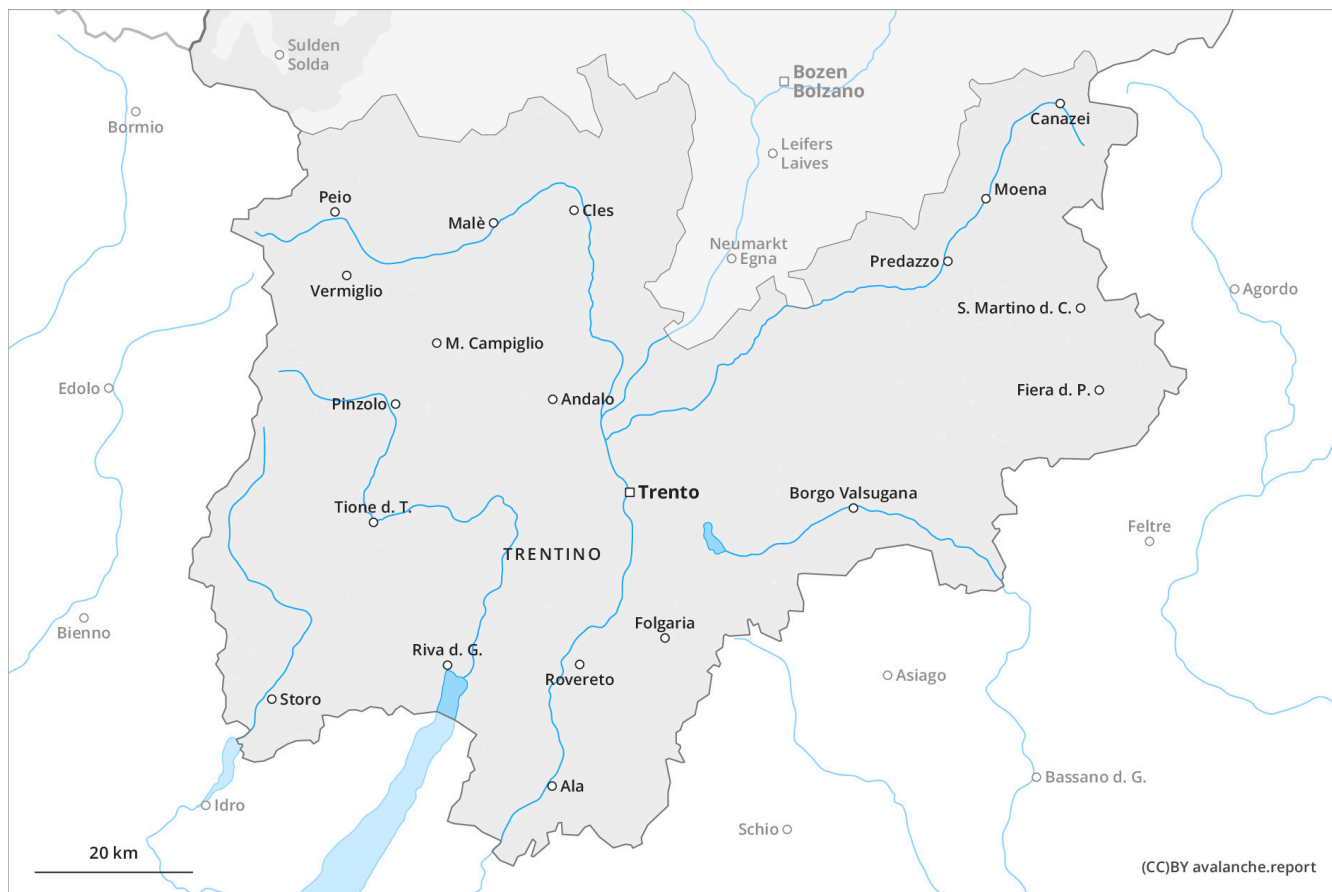 Sulden
Solda
Bozen
Bolzano
Bormio
Canazei
Leifers
Laives
Moena
Peio
Malè
Cles
Neumarkt
Egna
Predazzo
Vermiglio
Agordo
S. Martino d. C.
M. Campiglio
Edolo
Pinzolo
Andalo
Fiera d. P.
Trento
Borgo Valsugana
Tione d. T.
Feltre
TRENTINO
Bienno
Folgaria
Riva d. G.
Rovereto
Asiago
Storo
Bassano d. G.
Ala
Idro
Schio
20 km
(CC)BY avalanche.report